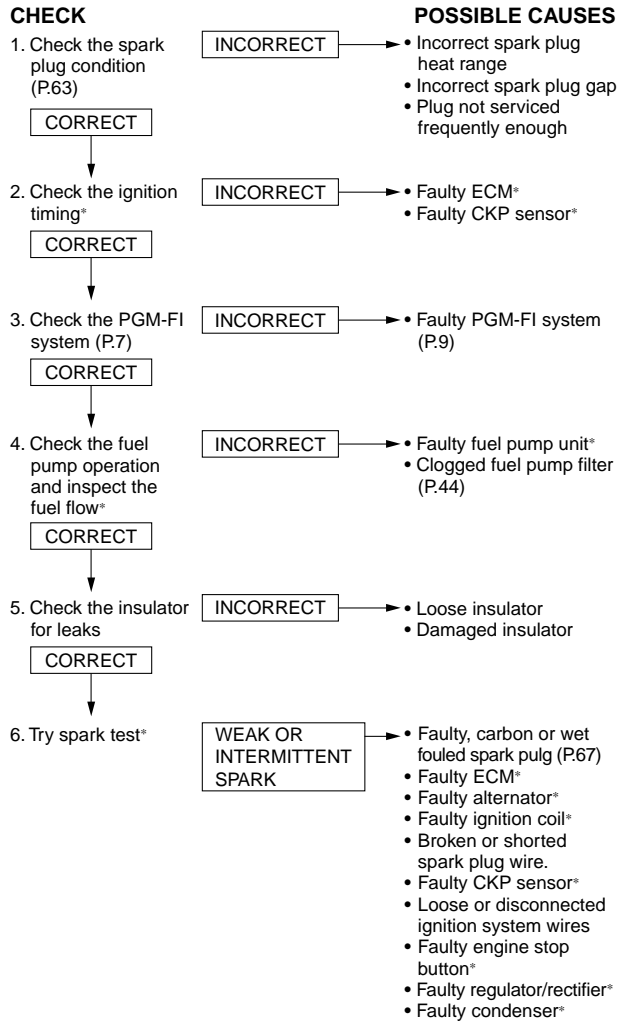 CHECK
POSSIBLE CAUSES
1. Check the spark
plug condition
(P.63)
INCORRECT
• Incorrect spark plug
heat range
• Incorrect spark plug gap
• Plug not serviced
frequently enough
CORRECT
2. Check the ignition
timing*
INCORRECT
• Faulty ECM*
• Faulty CKP sensor*
CORRECT
3. Check the PGM-FI
system (P.7)
INCORRECT
• Faulty PGM-FI system
(P.9)
CORRECT
4. Check the fuel
pump operation
and inspect the
fuel flow*
INCORRECT
• Faulty fuel pump unit*
• Clogged fuel pump filter
(P.44)
CORRECT
5. Check the insulator
for leaks
INCORRECT
• Loose insulator
• Damaged insulator
CORRECT
6. Try spark test*
WEAK OR
INTERMITTENT
SPARK
• Faulty, carbon or wet
fouled spark pulg (P.67)
• Faulty ECM*
• Faulty alternator*
• Faulty ignition coil*
• Broken or shorted
spark plug wire.
• Faulty CKP sensor*
• Loose or disconnected
ignition system wires
• Faulty engine stop
button*
• Faulty regulator/rectifier*
• Faulty condenser*